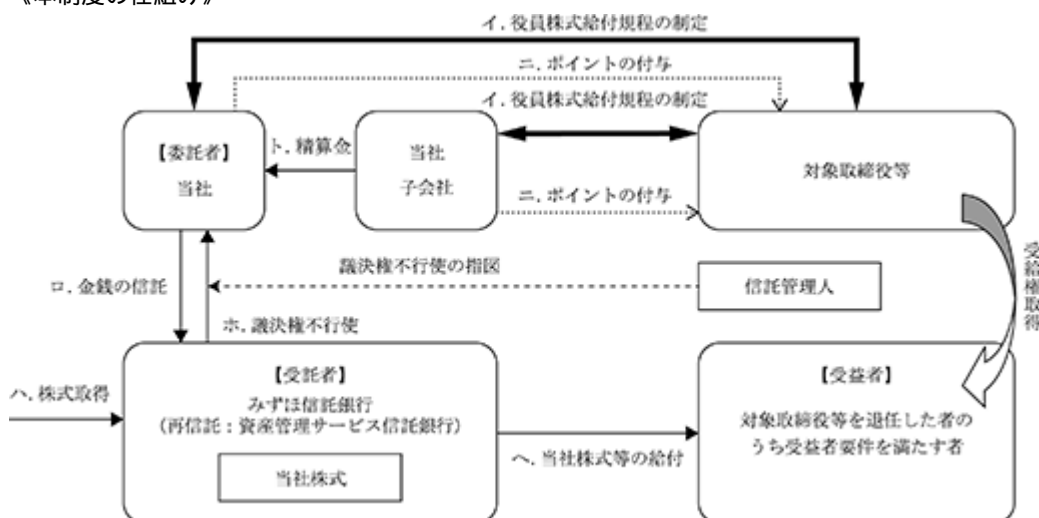 《本制度の仕組み》
イ. 役員株式給付規程の制定
ニ. ポイントの付与
イ. 役員株式給付規程の制定
【委託者】
当社
ト. 精算金
当社
子会社
対象取締役等
ニ. ポイントの付与
受給権取得
議決権不行使の指図
ロ. 金銭の信託
信託管理人
ホ. 議決権不行使
ハ. 株式取得
【受託者】
みずほ信託銀行
(再信託:資産管理サービス信託銀行)
当社株式
ヘ. 当社株式等の給付
【受益者】
対象取締役等を退任した者の
うち受益者要件を満たす者